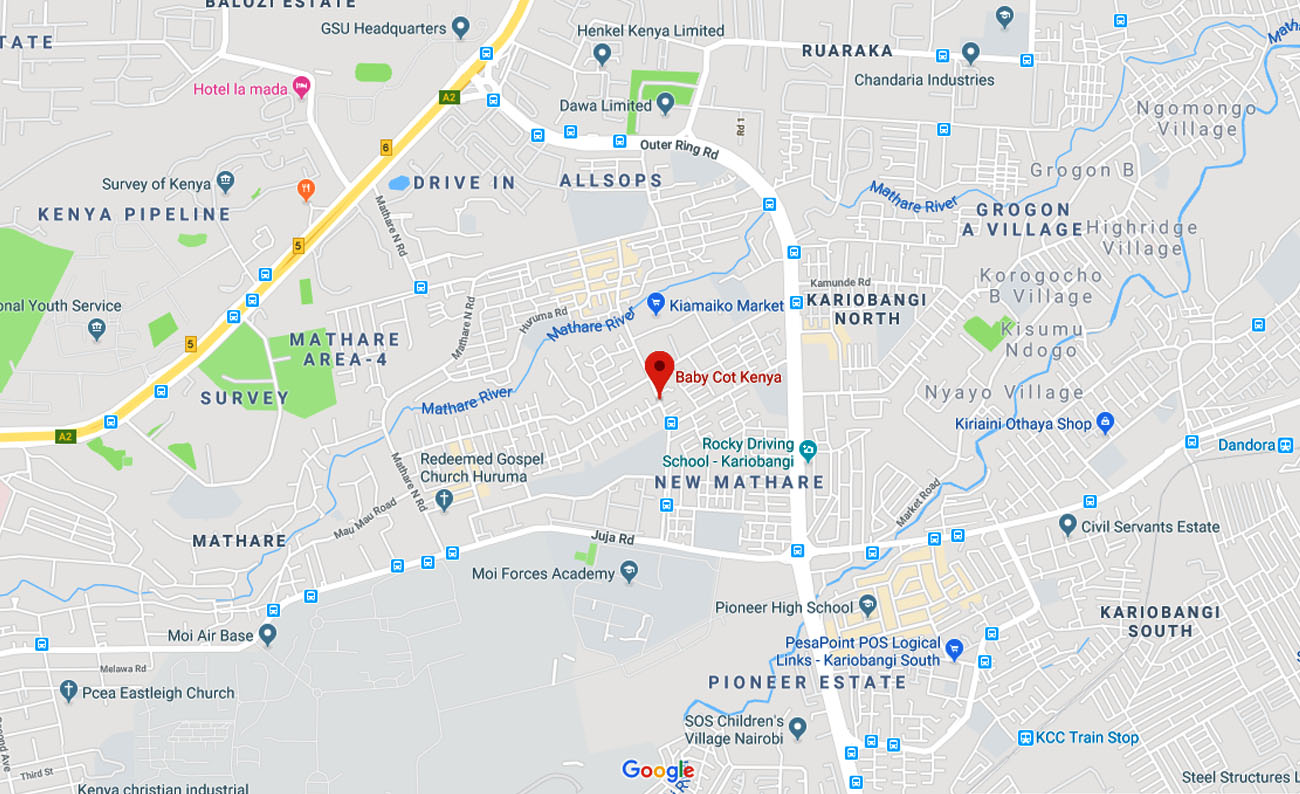 BALOZI ESTATE
GSU Headquarters
Henkel Kenya Limited
TATE
RUARAKA
Chandaria Industries
Hotel la mada
A2
Dawa Limited
Ngomongo
Village
Rd 1
6
Outer Ring Rd
Grogon B
Survey of Kenya
DRIVE IN
ALLSOPS
Mathare River
KENYA PIPELINE
Mathare N Rd
GROGON
A VILLAGE
Highridge
Village
5
Korogocho
B Village
Kamunde Rd
onal Youth Service
Kiamaiko Market
KARIOBANGI
NORTH
Huruma Rd
Mathare River
Mathare N Rd
Kisumu
Ndogo
MATHARE
AREA-4
5
Baby Cot Kenya
Nyayo Village
SURVEY
Mathare River
Kiriaini Othaya Shop
A2
Rocky Driving
School - Kariobangi
Dandora
Redeemed Gospel
Church Huruma
Mathare N Rd
NEW MATHARE
Market Road
Mau Mau Road
Civil Servants Estate
MATHARE
Juja Rd
Moi Forces Academy
Pioneer High School
KARIOBANGI
SOUTH
Moi Air Base
PesaPoint POS Logical
Links - Kariobangi South
Melawa Rd
PIONEER ESTATE
Pcea Eastleigh Church
SOS Children's
Village Nairobi
KCC Train Stop
Third St
Google
Steel Structures L
Kenya christian industrial